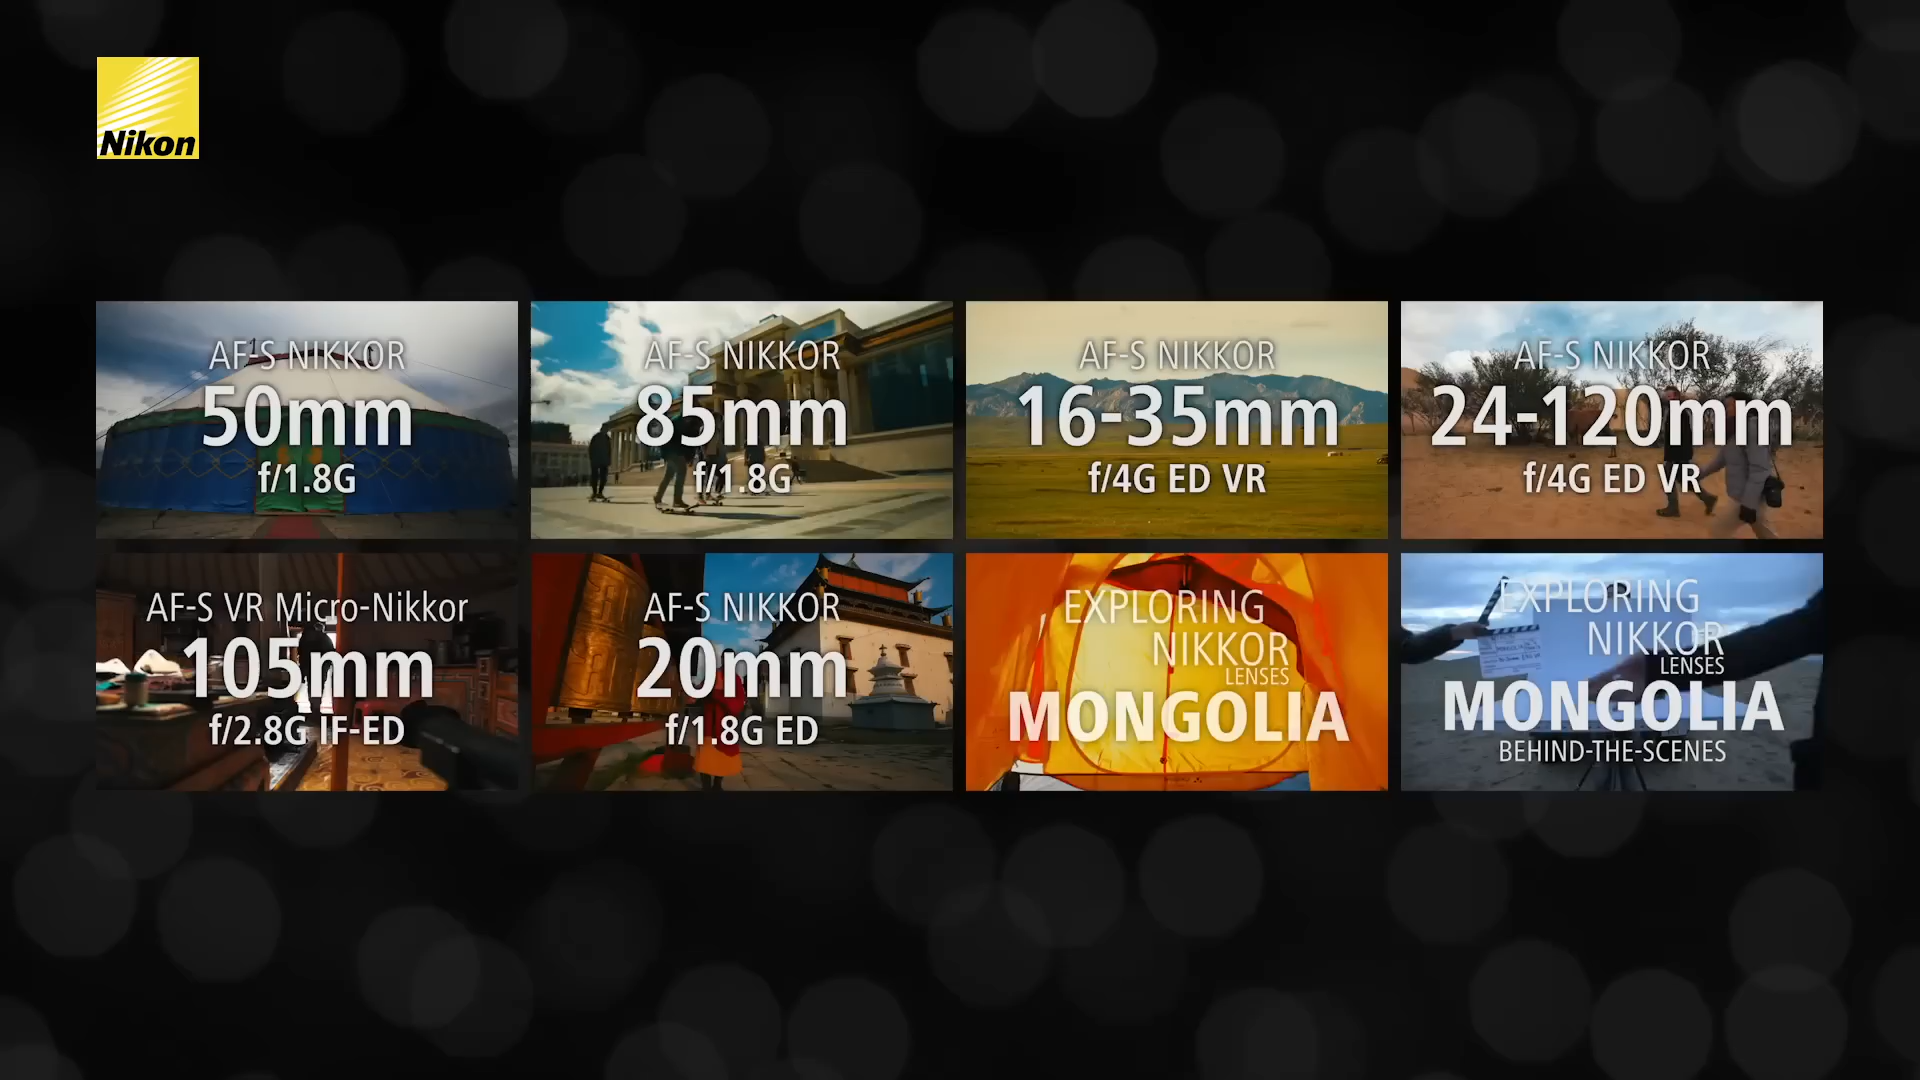 Nikon
AF-S NIKKOR
50mm
f/1.8G
AF-S NIKKOR
85mm
f/1.8G
AF-S NIKKOR
16-35mm
f/4G ED VR
AF-S NIKKOR
24-120mm
f/4G ED VR
AF-S VR Micro-Nikkor
105mm
f/2.8G IF-ED
AF-S NIKKOR
20mm
f/1.8G ED
EXPLORING
NIKKOR
LENSES
MONGOLIA
EXPLORING
NIKKOR
LENSES
MONGOLIA
BEHIND-THE-SCENES